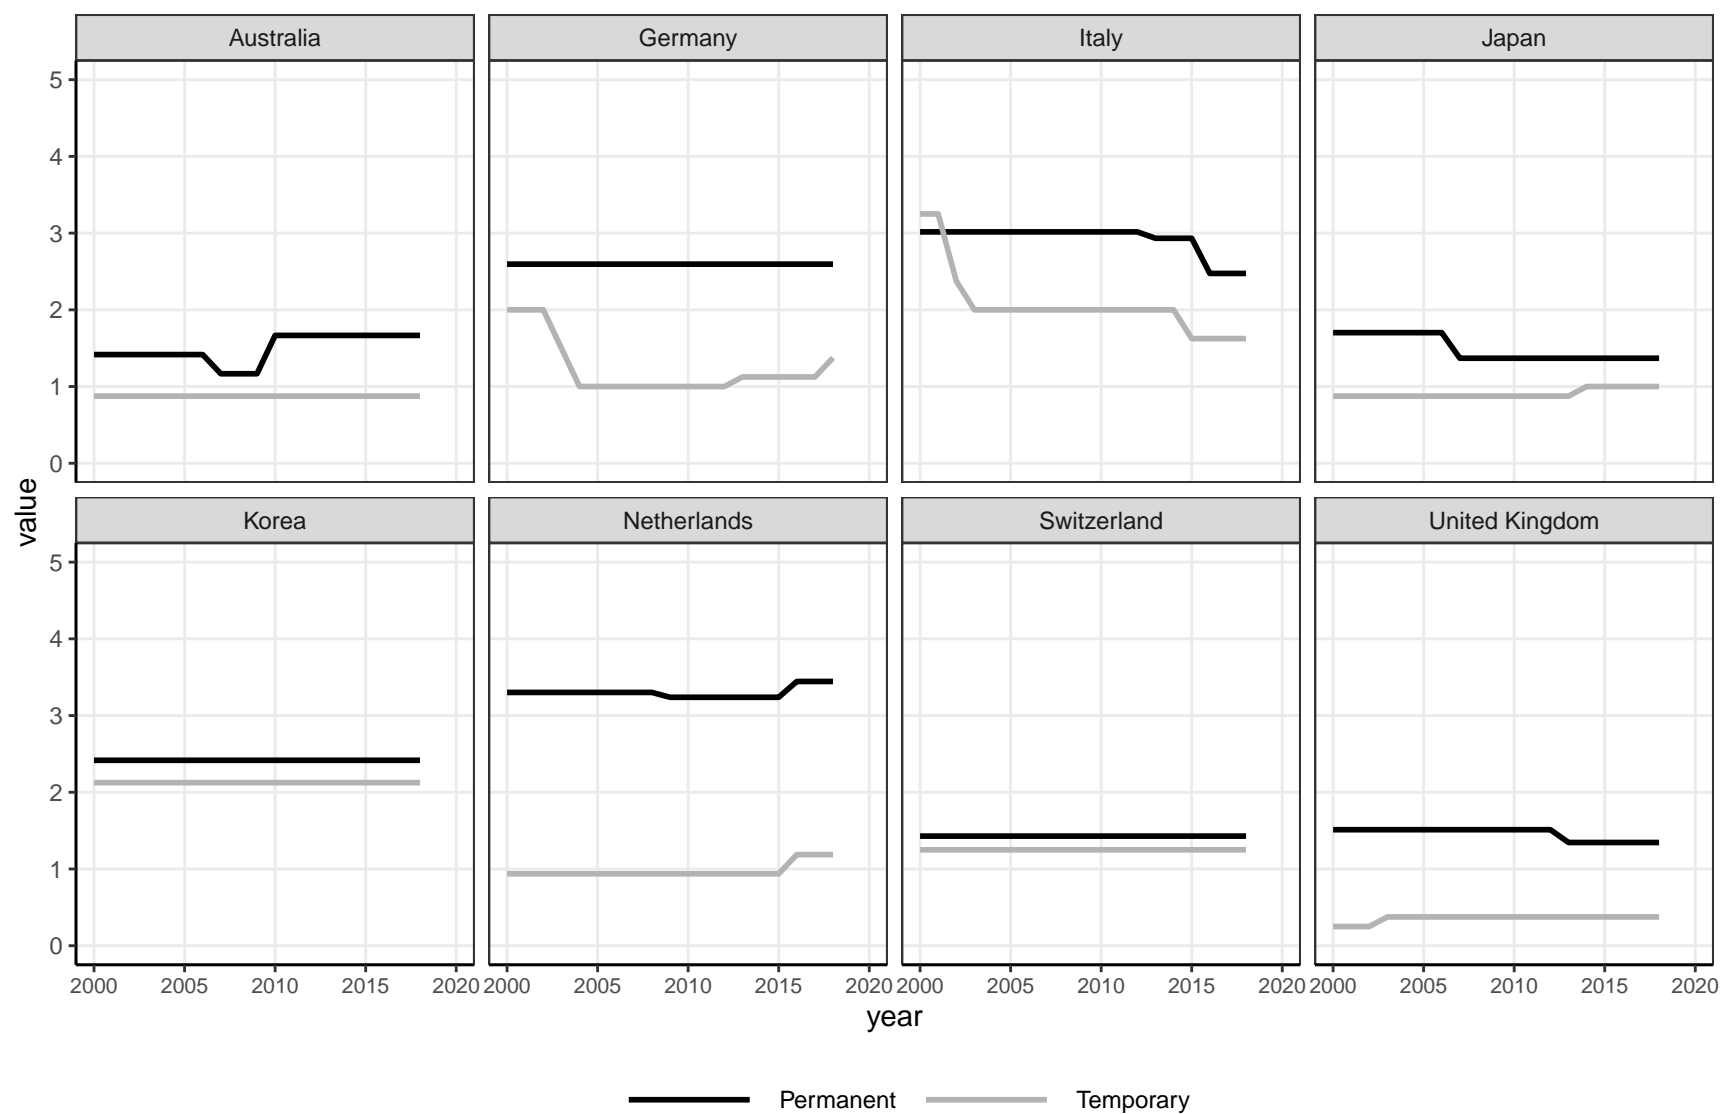 Australia Germany Italy Japan
5
4
3
2
1
0
value
Korea Netherlands Switzerland United Kingdom
5
4
3
2
1
0
2000 2005 2010 2015 2020 2000 2005 2010 2015 2020 2000 2005 2010 2015 2020 2000 2005 2010 2015 2020
year
Permanent Temporary